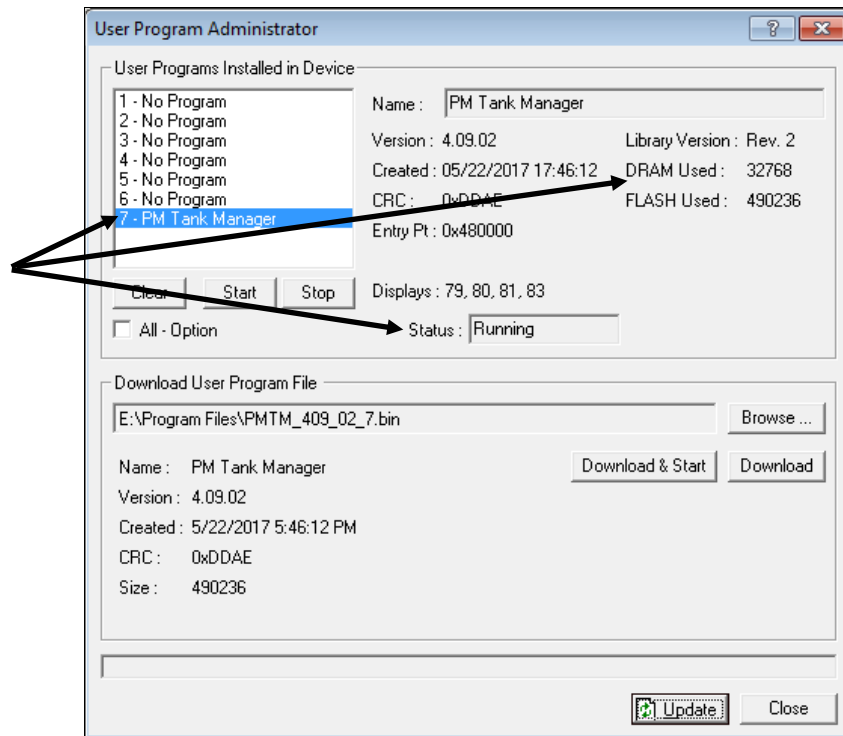 User Program Administrator
User Programs Installed in Device
1 - No Program
2 - No Program
3 - No Program
4 - No Program
5 - No Program
6 - No Program
7 - PM Tank Manager
Name : PM Tank Manager
Version : 4.09.02 Library Version : Rev. 2
Created : 05/22/2017 17:46:12 DRAM Used : 32768
CRC : 0xDDAE FLASH Used : 490236
Entry Pt : 0x480000
Clear Start Stop Displays : 79, 80, 81, 83
All - Option Status : Running
Download User Program File
E:\Program Files\PMTM_409_02_7.bin Browse ...
Name : PM Tank Manager Download & Start Download
Version : 4.09.02
Created : 5/22/2017 5:46:12 PM
CRC : 0xDDAE
Size : 490236
Update Close